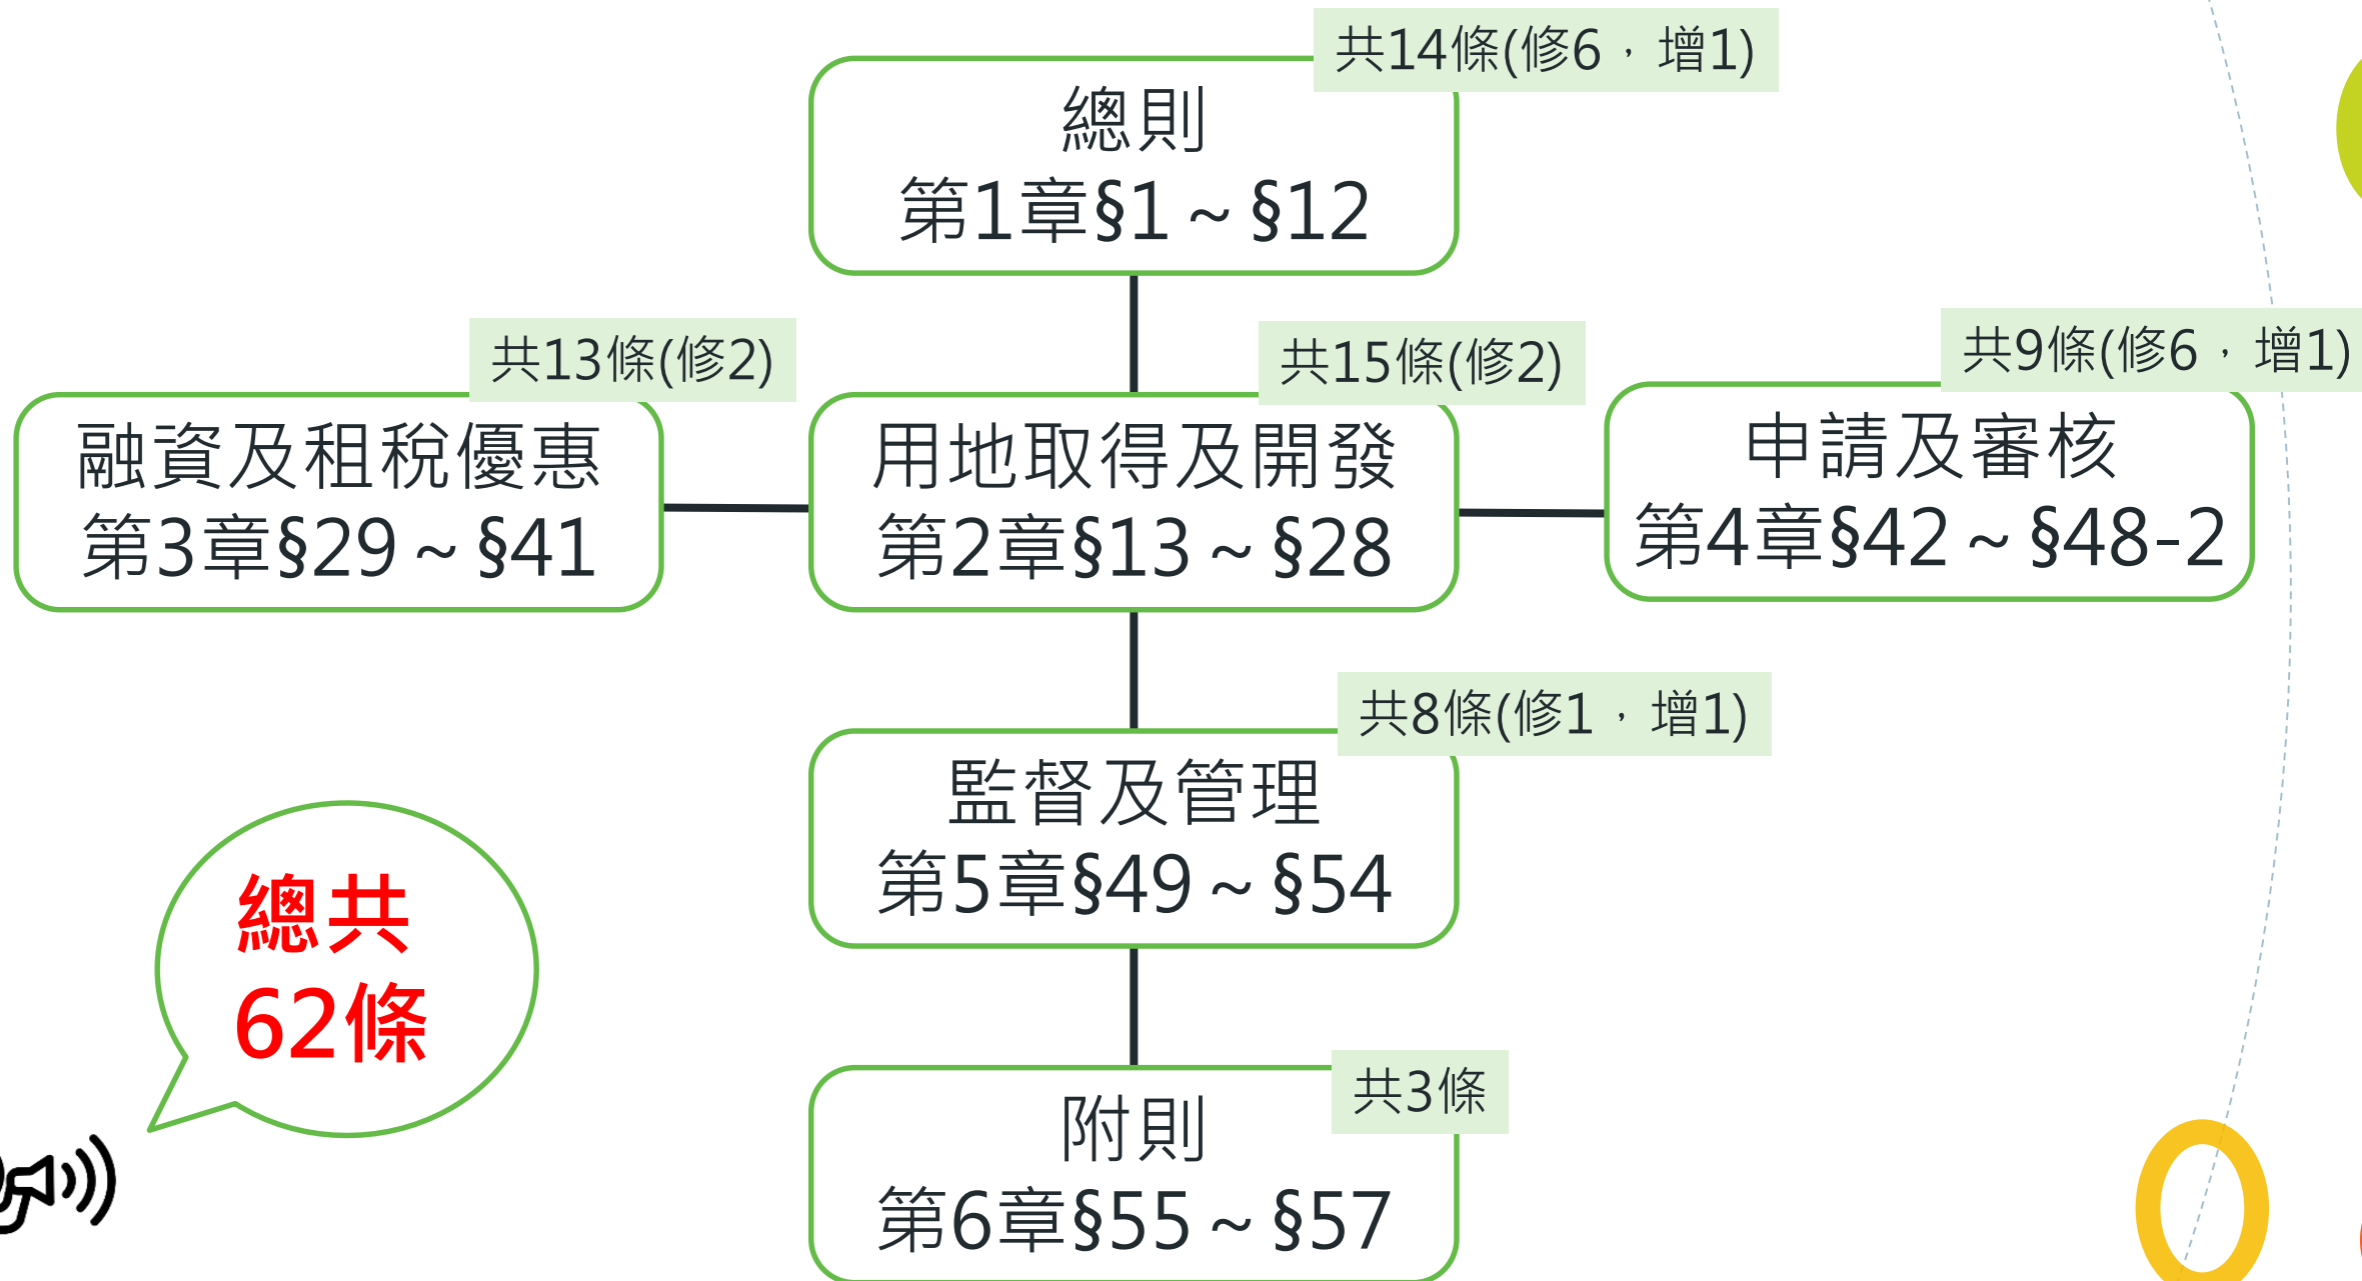 共14條(修6，增1)
總則
第1章§1～§12
共13條(修2)
融資及租稅優惠
第3章§29～§41
共15條(修2)
用地取得及開發
第2章§13～§28
共9條(修6，增1)
申請及審核
第4章§42～§48-2
共8條(修1，增1)
監督及管理
第5章§49～§54
總共
62條
共3條
附則
第6章§55～§57